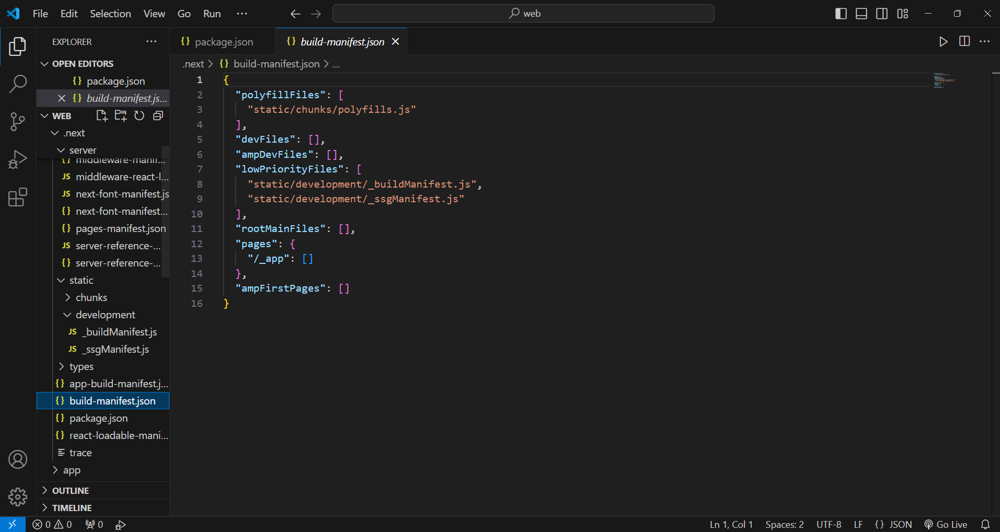 File Edit Selection View Go Run ···
web
EXPLORER ···
OPEN EDITORS
{} package.json
{} build-manifest.js...
WEB
.next
server
{} middleware-manif...
JS middleware-react-l...
JS next-font-manifest.js
{} next-font-manifest...
{} pages-manifest.json
JS server-reference-...
{} server-reference-...
static
chunks
development
JS _buildManifest.js
JS _ssgManifest.js
types
{} app-build-manifest.j...
{} build-manifest.json
{} package.json
{} react-loadable-mani...
trace
app
OUTLINE
TIMELINE
{} package.json {} build-manifest.json
.next > {} build-manifest.json > ...
1 {
2 "polyfillFiles": [
3 "static/chunks/polyfills.js"
4 ],
5 "devFiles": [],
6 "ampDevFiles": [],
7 "lowPriorityFiles": [
8 "static/development/_buildManifest.js",
9 "static/development/_ssgManifest.js"
10 ],
11 "rootMainFiles": [],
12 "pages": {
13 "/_app": []
14 },
15 "ampFirstPages": []
16 }
0 0 0 Ln 1, Col 1 Spaces: 2 UTF-8 LF {} JSON Go Live